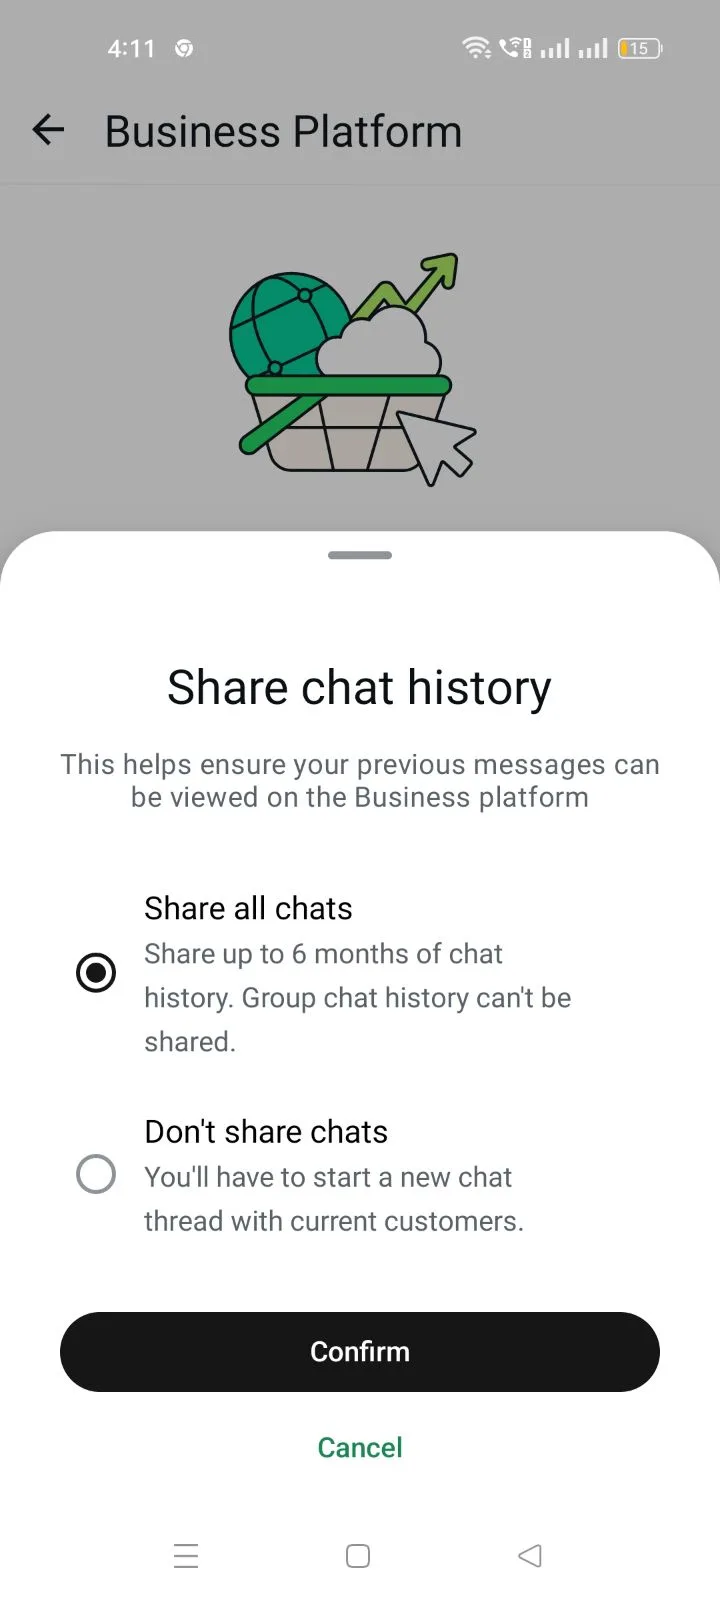 4:11
15
Business Platform
Share chat history
This helps ensure your previous messages can
be viewed on the Business platform
Share all chats
Share up to 6 months of chat
history. Group chat history can't be
shared.
Don't share chats
You'll have to start a new chat
thread with current customers.
Confirm
Cancel